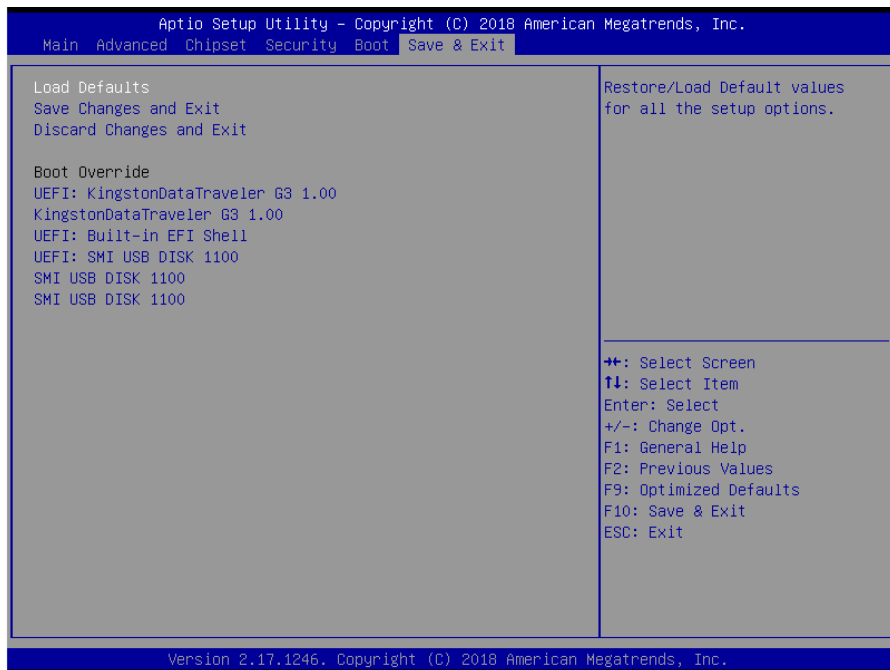 Aptio Setup Utility – Copyright (C) 2018 American Megatrends, Inc.
Main Advanced Chipset Security Boot Save & Exit
Load Defaults
Save Changes and Exit
Discard Changes and Exit
Boot Override
UEFI: KingstonDataTraveler G3 1.00
KingstonDataTraveler G3 1.00
UEFI: Built-in EFI Shell
UEFI: SMI USB DISK 1100
SMI USB DISK 1100
SMI USB DISK 1100
Restore/Load Default values
for all the setup options.
→←: Select Screen
↑↓: Select Item
Enter: Select
+/-: Change Opt.
F1: General Help
F2: Previous Values
F9: Optimized Defaults
F10: Save & Exit
ESC: Exit
Version 2.17.1246. Copyright (C) 2018 American Megatrends, Inc.